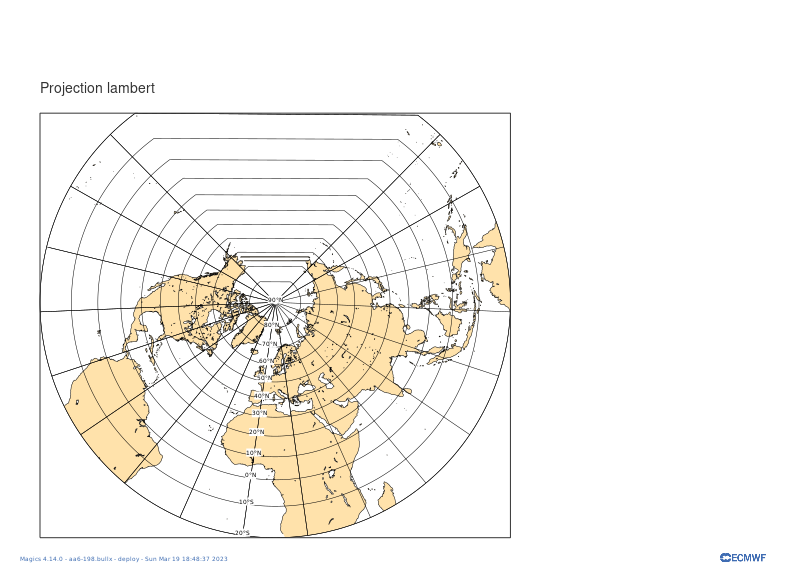 Projection lambert
90°N
80°N
70°N
60°N
50°N
40°N
30°N
20°N
10°N
0°N
10°S
20°S
Magics 4.14.0 - aa6-198.bullx - deploy - Sun Mar 19 18:48:37 2023
ECMWF